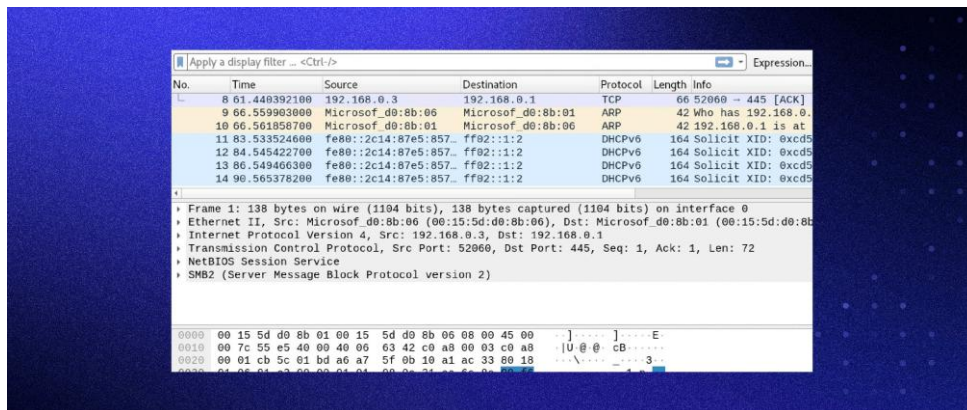 Apply a display filter ... <Ctrl-/> Expression...
No. Time Source Destination Protocol Length Info
8 61.440392100 192.168.0.3 192.168.0.1 TCP 66 52060 → 445 [ACK]
9 66.559903000 Microsof_d0:8b:06 Microsof_d0:8b:01 ARP 42 Who has 192.168.0.
10 66.561858700 Microsof_d0:8b:01 Microsof_d0:8b:06 ARP 42 192.168.0.1 is at
11 83.533524600 fe80::2c14:87e5:857… ff02::1:2 DHCPv6 164 Solicit XID: 0xcd5
12 84.545422700 fe80::2c14:87e5:857… ff02::1:2 DHCPv6 164 Solicit XID: 0xcd5
13 86.549466300 fe80::2c14:87e5:857… ff02::1:2 DHCPv6 164 Solicit XID: 0xcd5
14 90.565378200 fe80::2c14:87e5:857… ff02::1:2 DHCPv6 164 Solicit XID: 0xcd5
Frame 1: 138 bytes on wire (1104 bits), 138 bytes captured (1104 bits) on interface 0
Ethernet II, Src: Microsof_d0:8b:06 (00:15:5d:d0:8b:06), Dst: Microsof_d0:8b:01 (00:15:5d:d0:8b
Internet Protocol Version 4, Src: 192.168.0.3, Dst: 192.168.0.1
Transmission Control Protocol, Src Port: 52060, Dst Port: 445, Seq: 1, Ack: 1, Len: 72
NetBIOS Session Service
SMB2 (Server Message Block Protocol version 2)
0000 00 15 5d d0 8b 01 00 15 5d d0 8b 06 08 00 45 00 ··]····· ]·····E·
0010 00 7c 55 e5 40 00 40 06 63 42 c0 a8 00 03 c0 a8 ·|U·@·@· cB······
0020 00 01 cb 5c 01 bd a6 a7 5f 0b 10 a1 ac 33 80 18 ···\···· _····3··